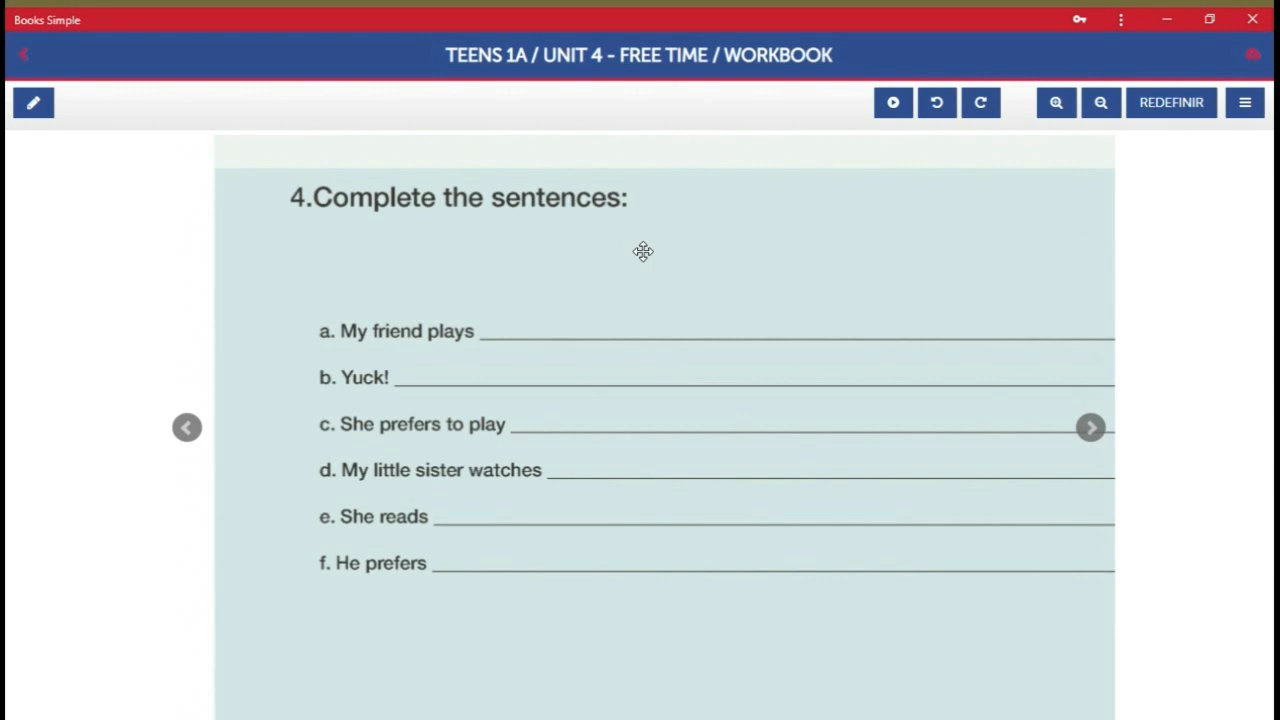 Books Simple
TEENS 1A / UNIT 4 - FREE TIME / WORKBOOK
REDEFINIR
4.Complete the sentences:
a. My friend plays
b. Yuck!
c. She prefers to play
d. My little sister watches
e. She reads
f. He prefers